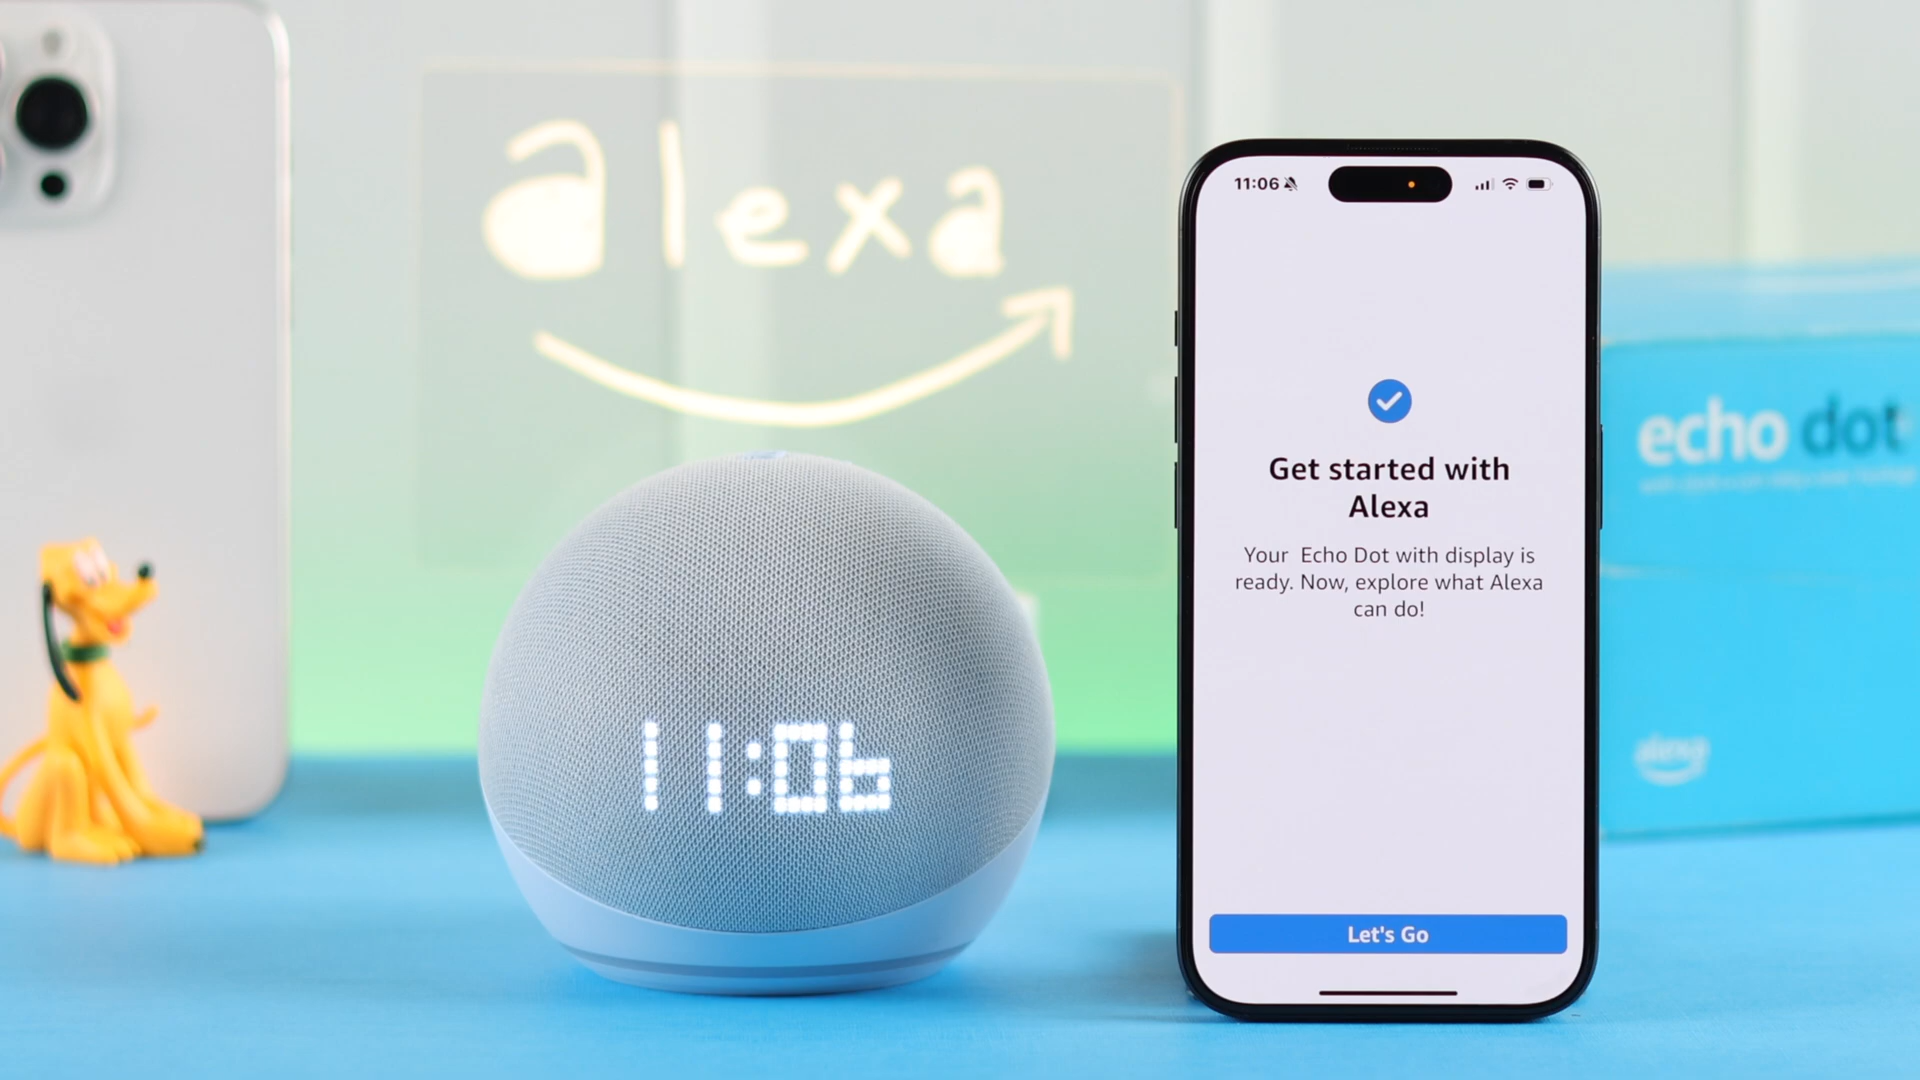 alexa
11:06
11:06
Get started with
Alexa
Your Echo Dot with display is
ready. Now, explore what Alexa
can do!
Let's Go
echo dot
alexa